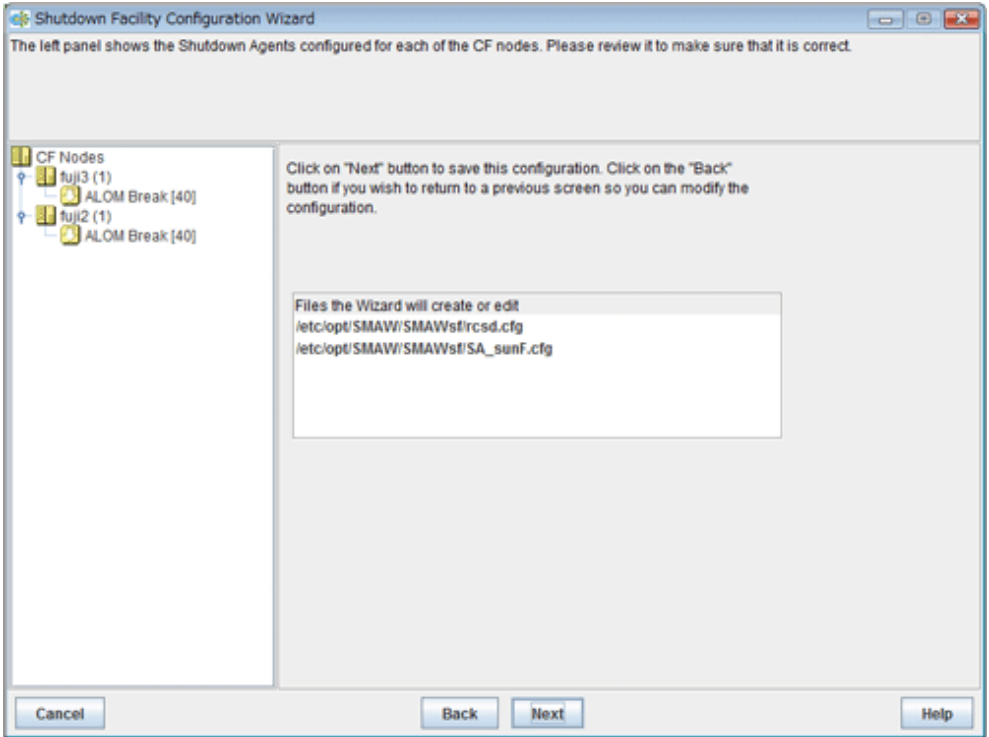 Shutdown Facility Configuration Wizard
The left panel shows the Shutdown Agents configured for each of the CF nodes. Please review it to make sure that it is correct.
CF Nodes
fuji3 (1)
ALOM Break [40]
fuji2 (1)
ALOM Break [40]
Click on "Next" button to save this configuration. Click on the "Back"
button if you wish to return to a previous screen so you can modify the
configuration.
Files the Wizard will create or edit
/etc/opt/SMAW/SMAWsf/rcsd.cfg
/etc/opt/SMAW/SMAWsf/SA_sunF.cfg
Cancel
Back
Next
Help